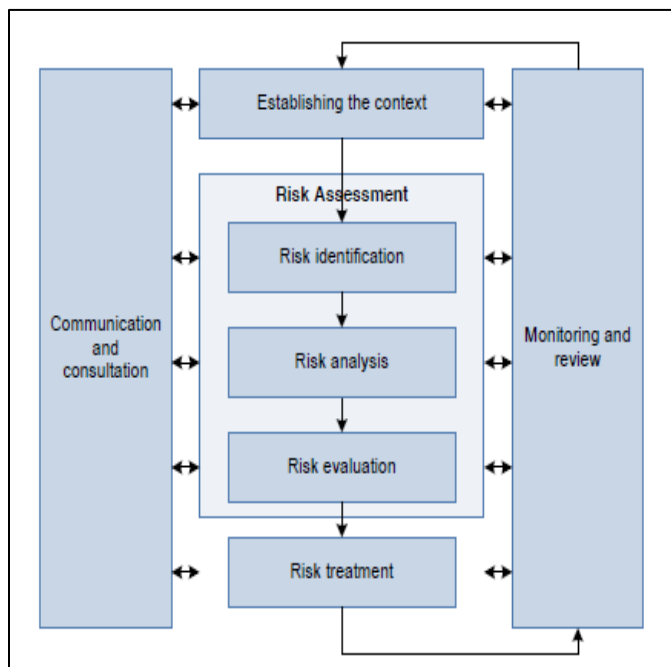 Establishing the context
Risk Assessment
Risk identification
Communication
and
consultation
Risk analysis
Monitoring and
review
Risk evaluation
Risk treatment